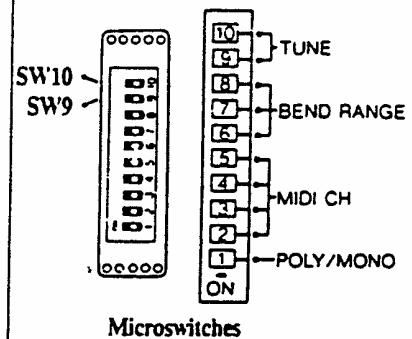 SW10
SW9
10
9
8
7
6
5
4
3
2
1
ON
TUNE
BEND RANGE
MIDI CH
POLY/MONO
Microswitches